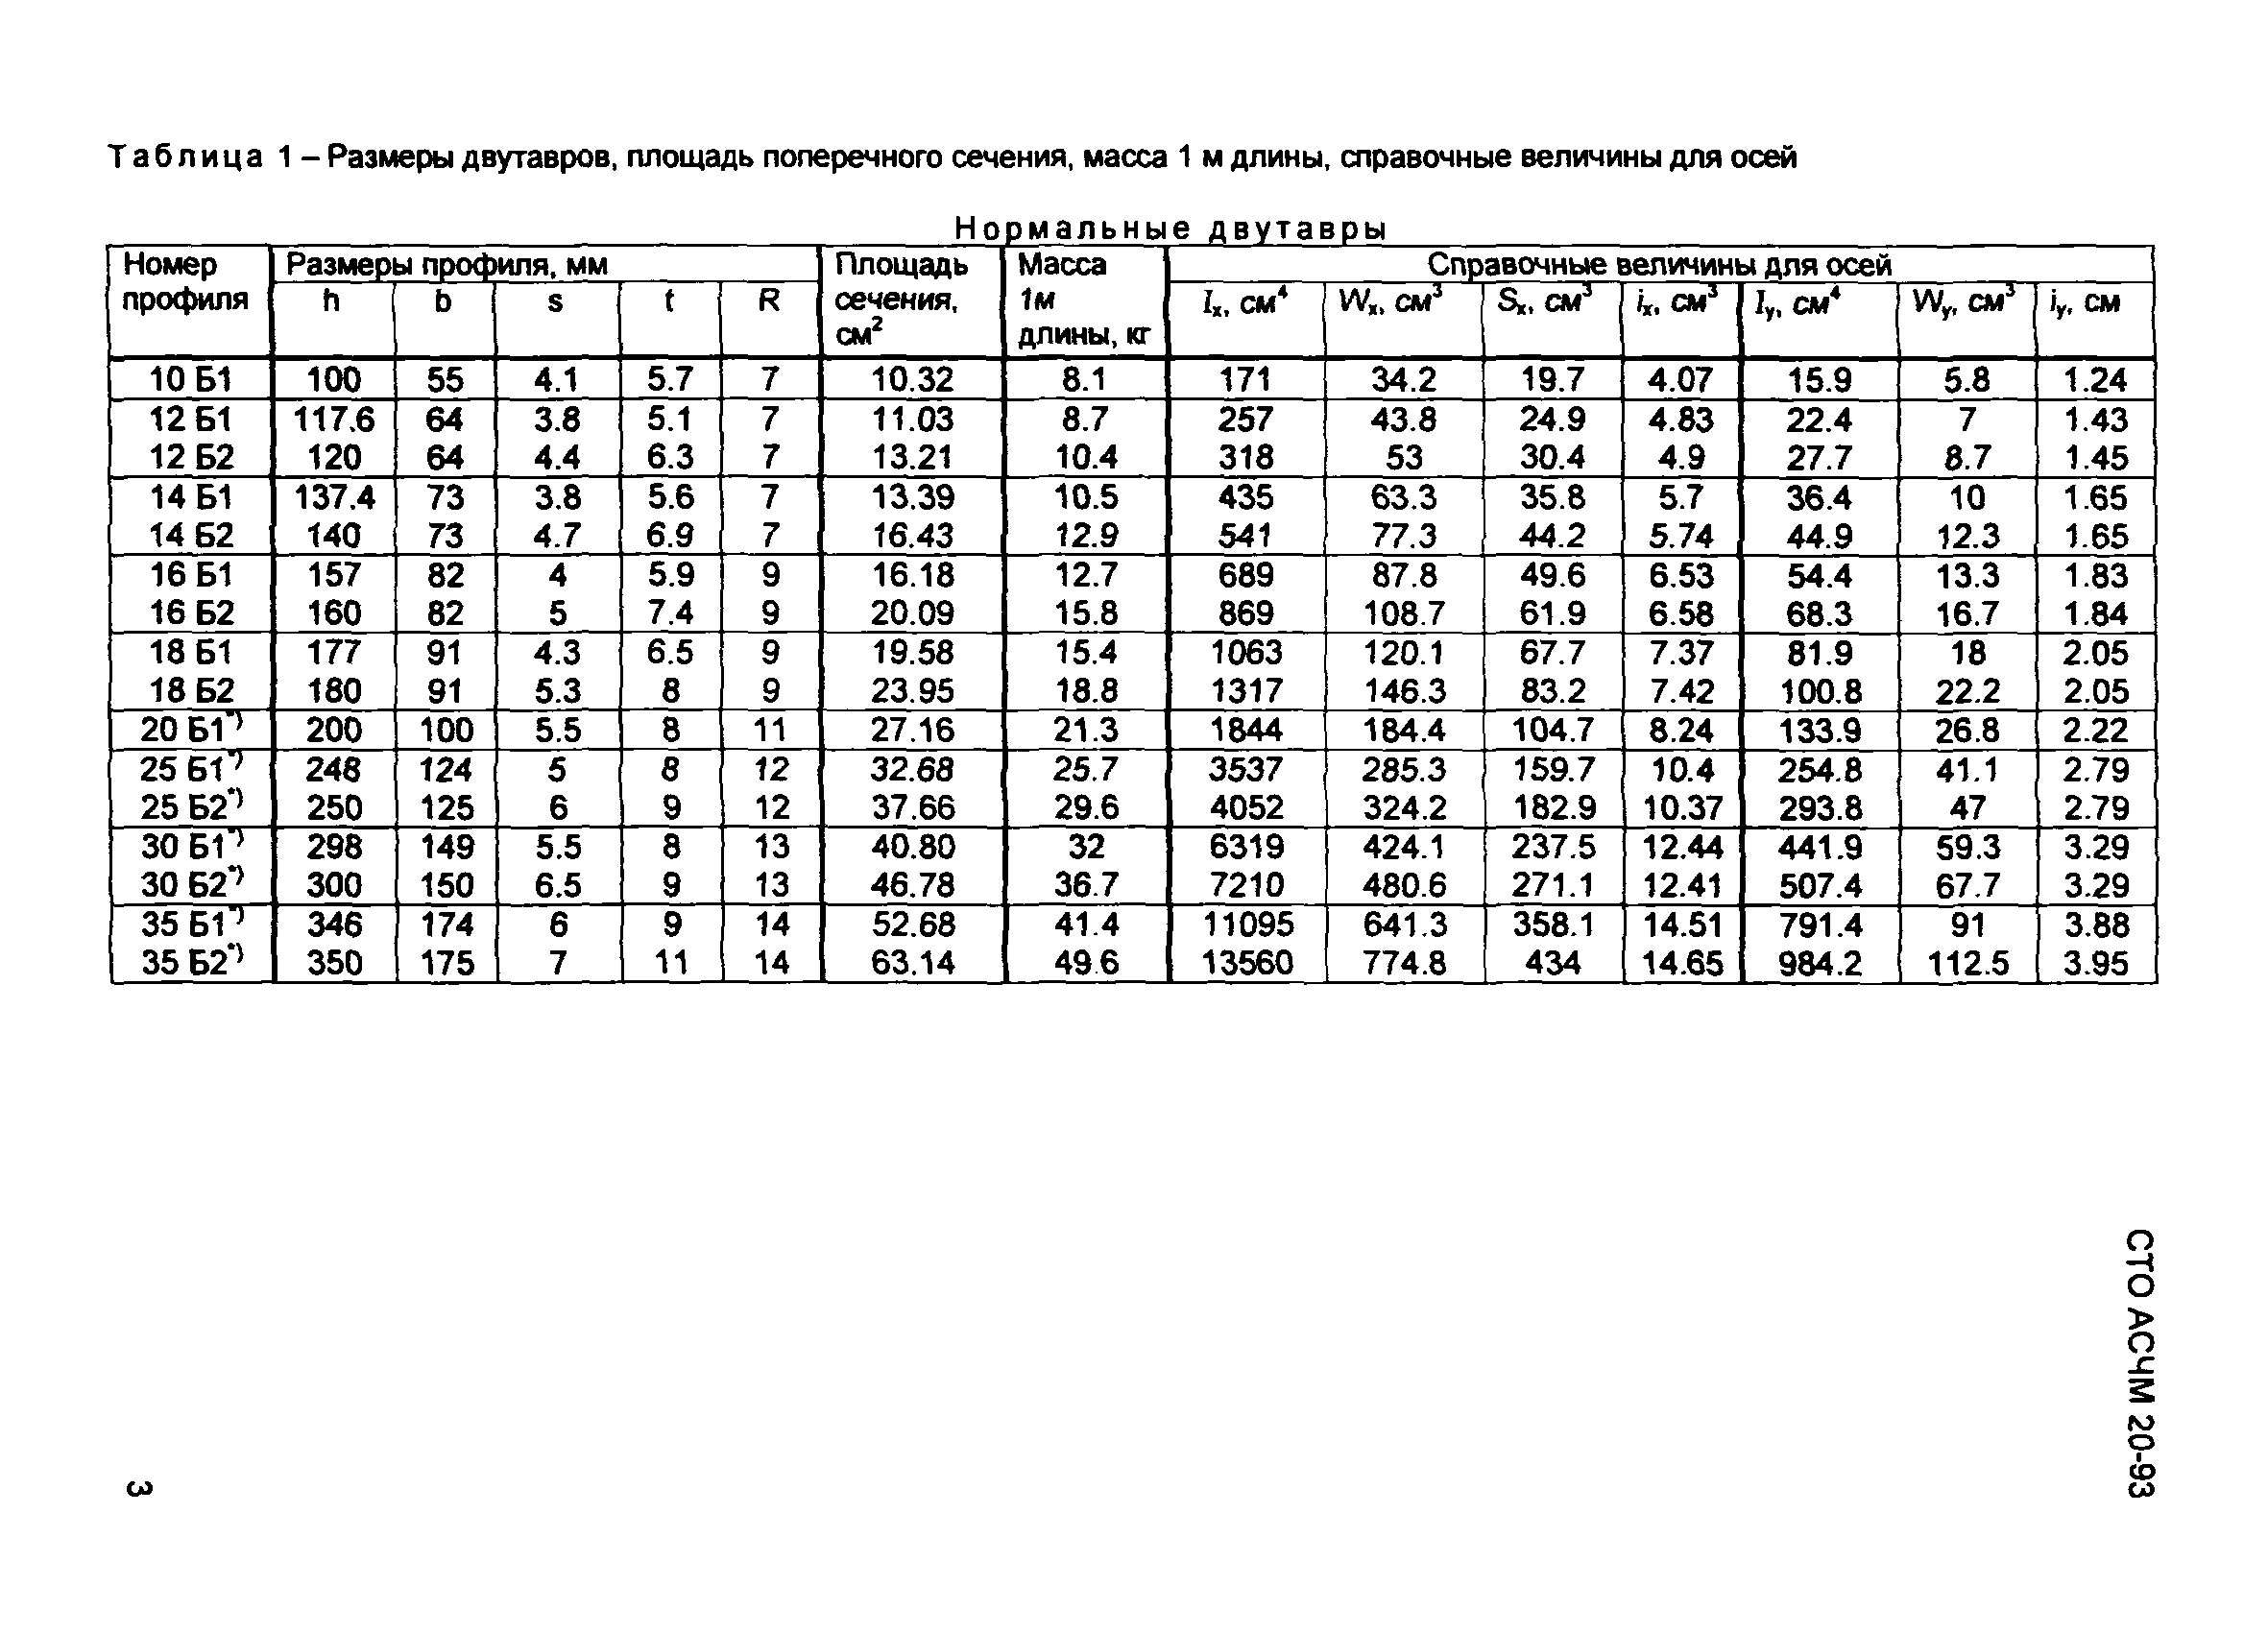 Таблица 1 – Размеры двутавров, площадь поперечного сечения, масса 1 м длины, справочные величины для осей
Нормальные двутавры
Номер профиля Размеры профиля, мм Площадь сечения, см² Масса 1м длины, кг Справочные величины для осей
h b s t R Iₓ, см⁴ Wₓ, см³ Sₓ, см³ iₓ, см³ Iᵧ, см⁴ Wᵧ, см³ iᵧ, см
10 Б1 100 55 4.1 5.7 7 10.32 8.1 171 34.2 19.7 4.07 15.9 5.8 1.24
12 Б1 117.6 64 3.8 5.1 7 11.03 8.7 257 43.8 24.9 4.83 22.4 7 1.43
12 Б2 120 64 4.4 6.3 7 13.21 10.4 318 53 30.4 4.9 27.7 8.7 1.45
14 Б1 137.4 73 3.8 5.6 7 13.39 10.5 435 63.3 35.8 5.7 36.4 10 1.65
14 Б2 140 73 4.7 6.9 7 16.43 12.9 541 77.3 44.2 5.74 44.9 12.3 1.65
16 Б1 157 82 4 5.9 9 16.18 12.7 689 87.8 49.6 6.53 54.4 13.3 1.83
16 Б2 160 82 5 7.4 9 20.09 15.8 869 108.7 61.9 6.58 68.3 16.7 1.84
18 Б1 177 91 4.3 6.5 9 19.58 15.4 1063 120.1 67.7 7.37 81.9 18 2.05
18 Б2 180 91 5.3 8 9 23.95 18.8 1317 146.3 83.2 7.42 100.8 22.2 2.05
20 Б1*) 200 100 5.5 8 11 27.16 21.3 1844 184.4 104.7 8.24 133.9 26.8 2.22
25 Б1*) 248 124 5 8 12 32.68 25.7 3537 285.3 159.7 10.4 254.8 41.1 2.79
25 Б2*) 250 125 6 9 12 37.66 29.6 4052 324.2 182.9 10.37 293.8 47 2.79
30 Б1*) 298 149 5.5 8 13 40.80 32 6319 424.1 237.5 12.44 441.9 59.3 3.29
30 Б2*) 300 150 6.5 9 13 46.78 36.7 7210 480.6 271.1 12.41 507.4 67.7 3.29
35 Б1*) 346 174 6 9 14 52.68 41.4 11095 641.3 358.1 14.51 791.4 91 3.88
35 Б2*) 350 175 7 11 14 63.14 49.6 13560 774.8 434 14.65 984.2 112.5 3.95
СТО АСЧМ 20-93
3